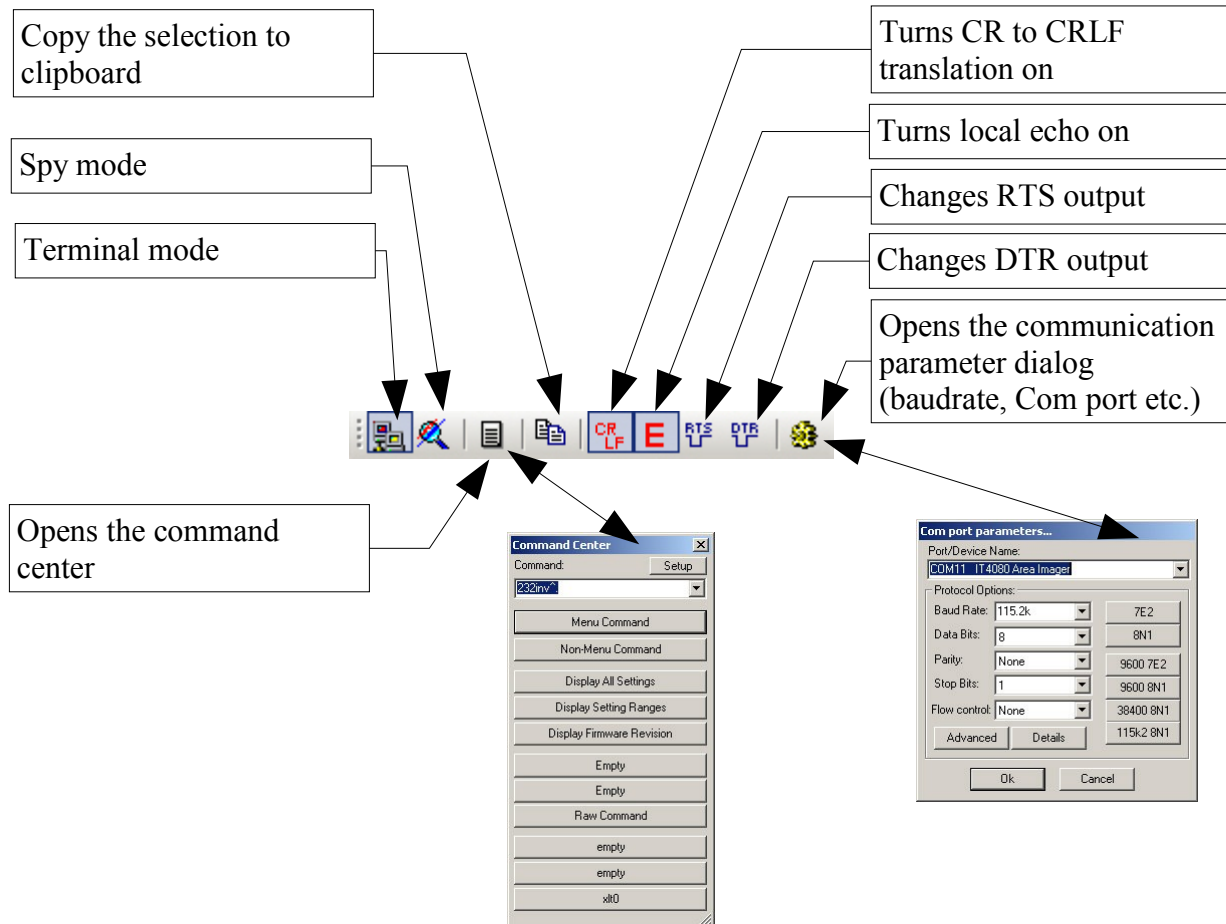 Copy the selection to
clipboard
Spy mode
Terminal mode
Turns CR to CRLF
translation on
Turns local echo on
Changes RTS output
Changes DTR output
Opens the communication
parameter dialog
(baudrate, Com port etc.)
CR
LF
E
RTS
DTR
Opens the command
center
Command Center
Command:
Setup
232inv^.
Menu Command
Non-Menu Command
Display All Settings
Display Setting Ranges
Display Firmware Revision
Empty
Empty
Raw Command
empty
empty
xlt0
Com port parameters...
Port/Device Name:
COM11 IT4080 Area Imager
Protocol Options:
Baud Rate: 115.2k
7E2
Data Bits: 8
8N1
Parity: None
9600 7E2
Stop Bits: 1
9600 8N1
Flow control: None
38400 8N1
Advanced
Details
115k2 8N1
Ok
Cancel